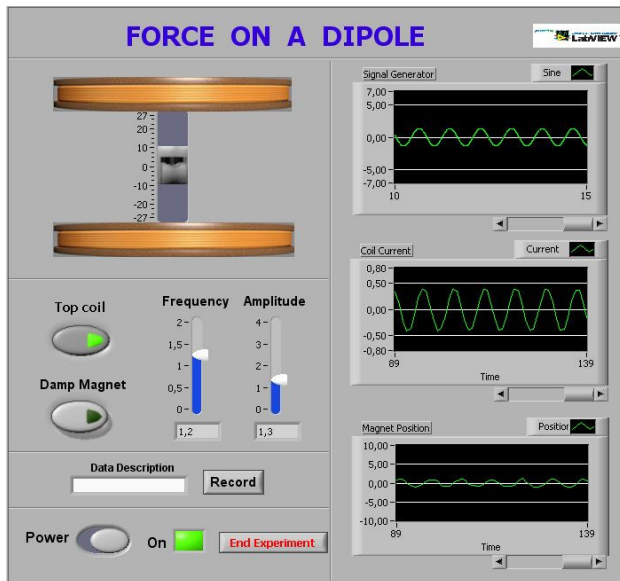 FORCE ON A DIPOLE
LabVIEW
27
20
10
0
-10
-20
-27
Top coil
Damp Magnet
Frequency
2
1,5
1
0,5
0
1,2
Amplitude
4
3
2
1
0
1,3
Data Description
Record
Power
On
End Experiment
Signal Generator
Sine
7,00
5,00
0,00
-5,00
-7,00
10 15
Coil Current
Current
0,80
0,50
0,00
-0,50
-0,80
89 139
Time
Magnet Position
Position
10,00
5,00
0,00
-5,00
-10,00
89 139
Time